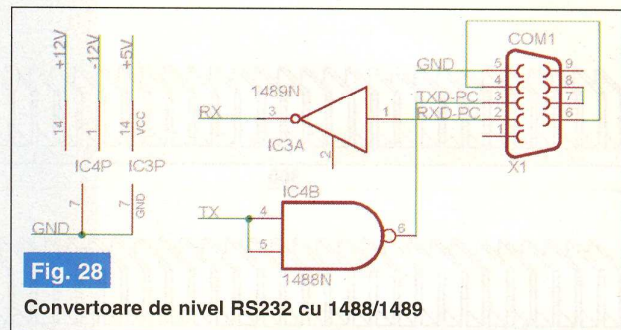 +12V
-12V
+5V
14
1
14
VCC
IC4P
IC3P
7
7
GND
GND
1489N
RX
3
1
IC3A
2
TX
IC4B
4
5
6
1488N
COM1
GND
TXD-PC
RXD-PC
5
4
3
2
1
9
8
7
6
X1
Fig. 28
Convertoare de nivel RS232 cu 1488/1489